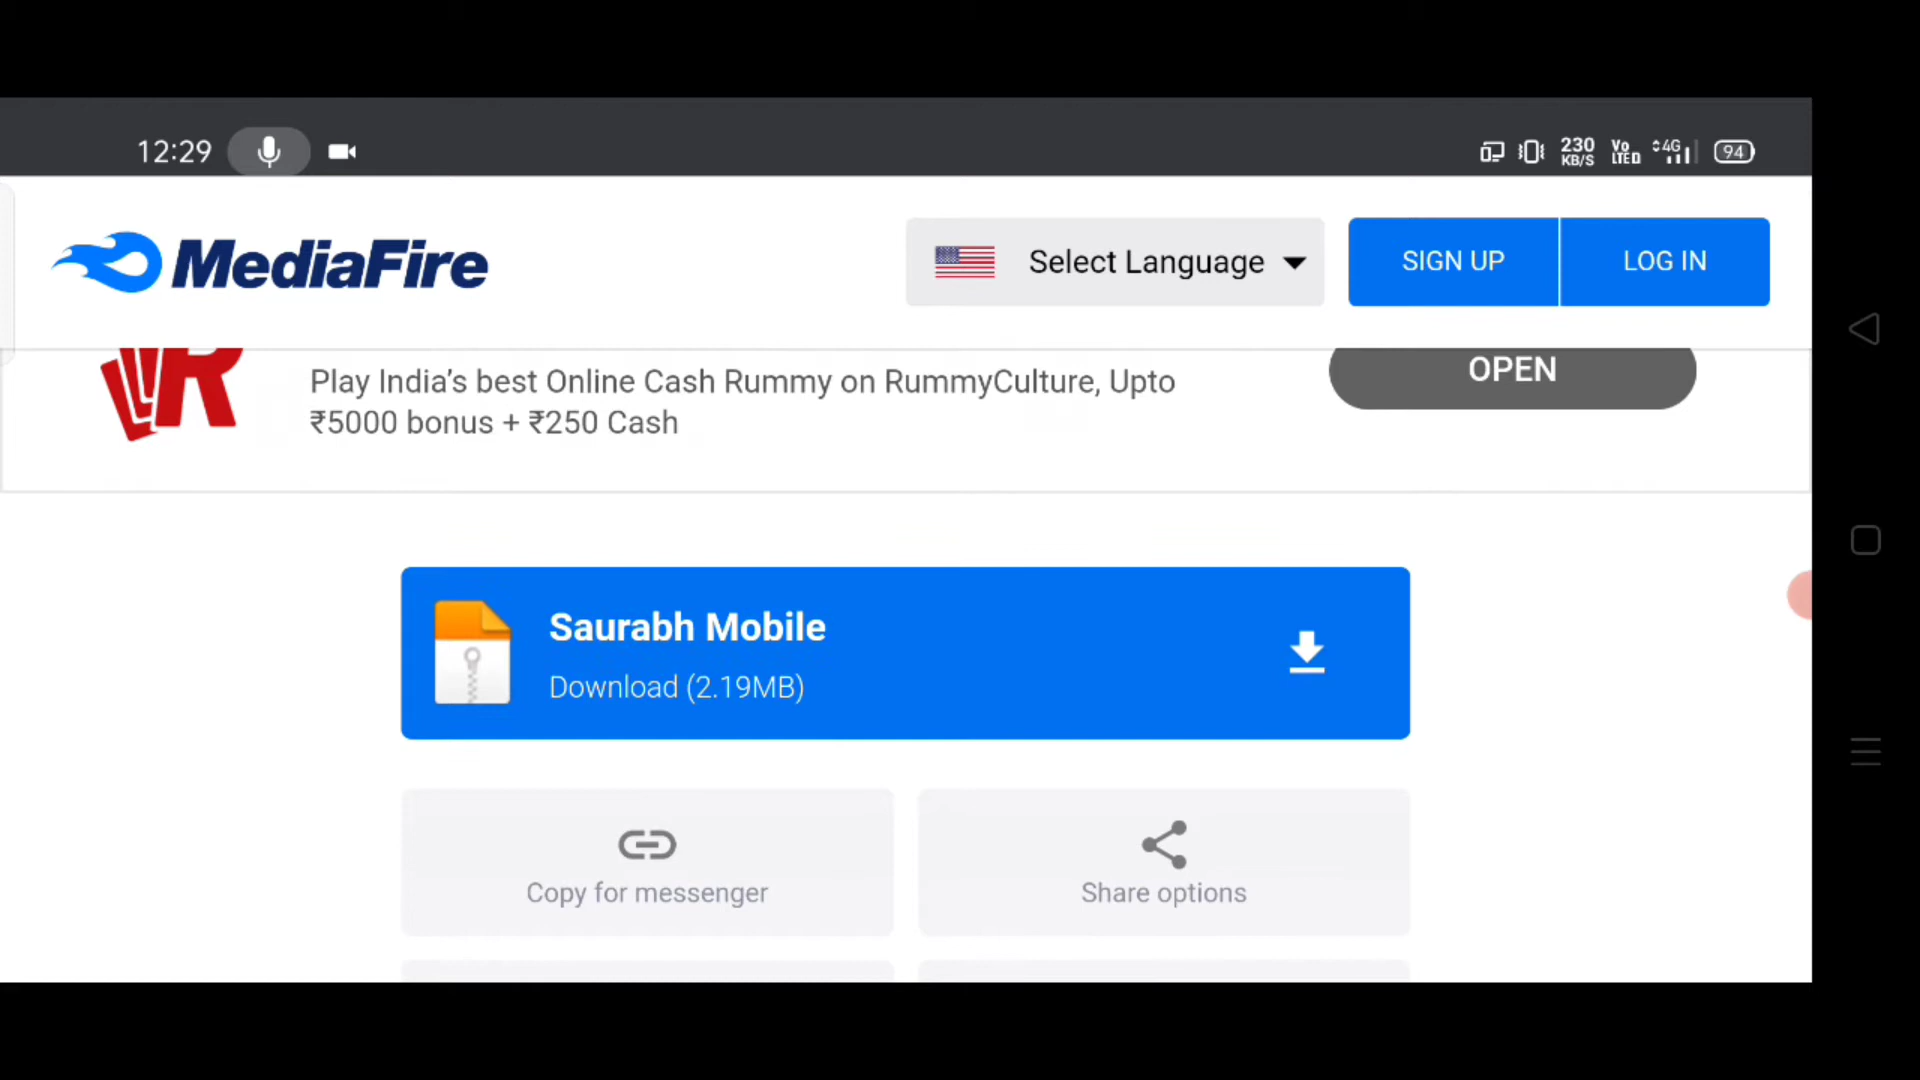 12:29
230
KB/S
Vo
LTE
4G
94
MediaFire
Select Language
SIGN UP
LOG IN
R
Play India’s best Online Cash Rummy on RummyCulture, Upto
₹5000 bonus + ₹250 Cash
OPEN
Saurabh Mobile
Download (2.19MB)
Copy for messenger
Share options